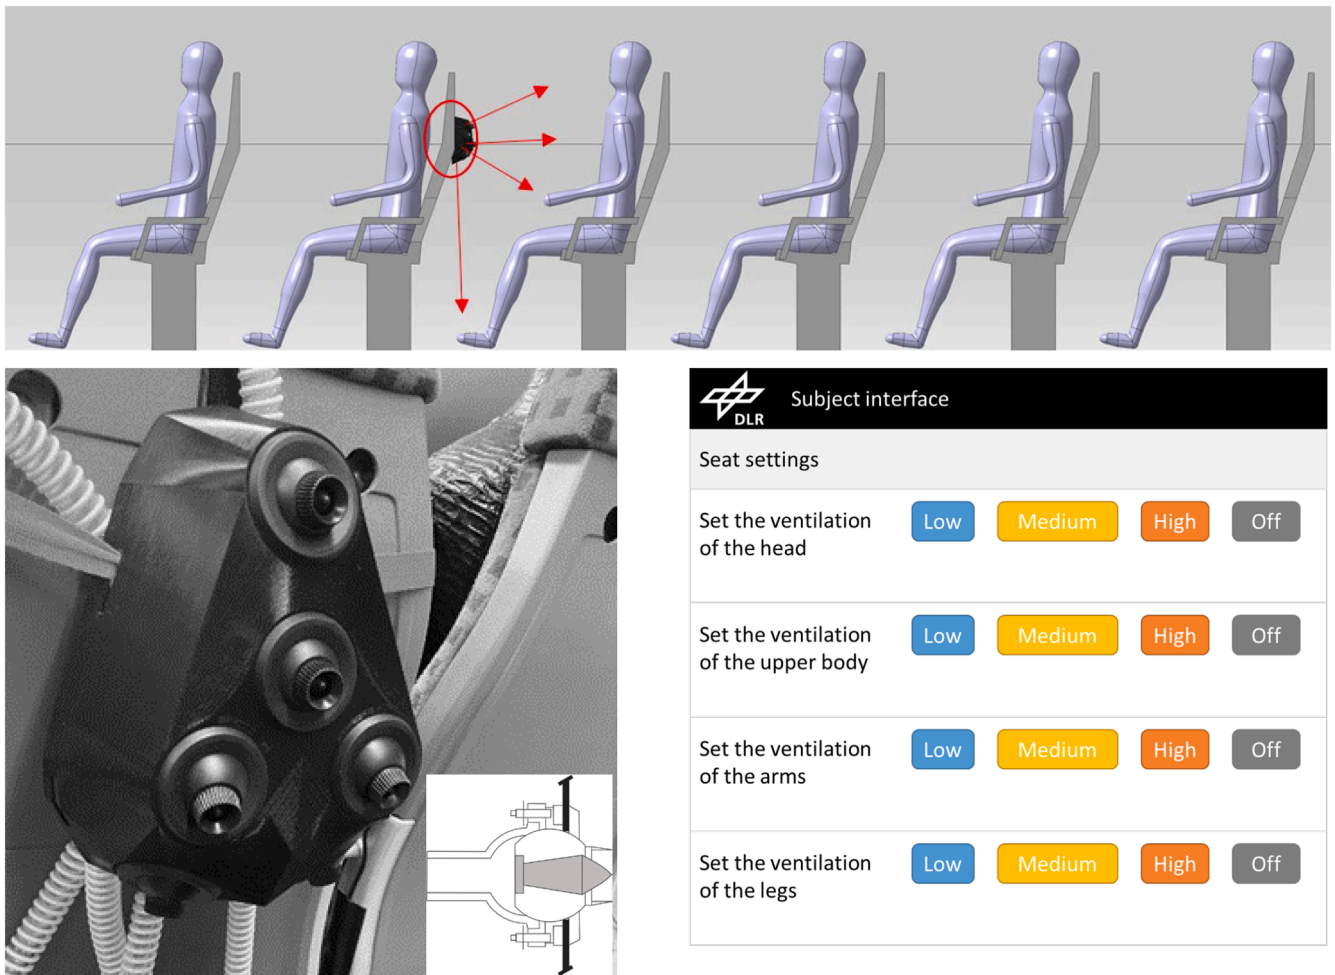 DLR
Subject interface
Seat settings
Set the ventilation
of the head
Low Medium High Off
Set the ventilation
of the upper body
Low Medium High Off
Set the ventilation
of the arms
Low Medium High Off
Set the ventilation
of the legs
Low Medium High Off